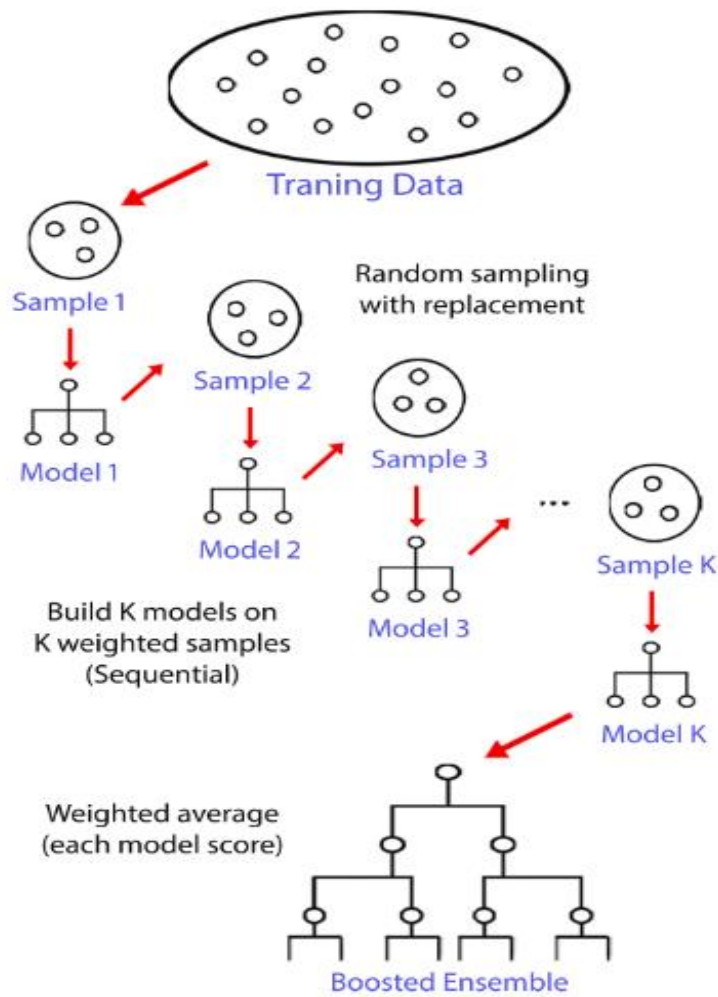 Traning Data
Sample 1
Random sampling
with replacement
Sample 2
Model 1
Sample 3
Model 2
...
Sample K
Model 3
Build K models on
K weighted samples
(Sequential)
Model K
Weighted average
(each model score)
Boosted Ensemble